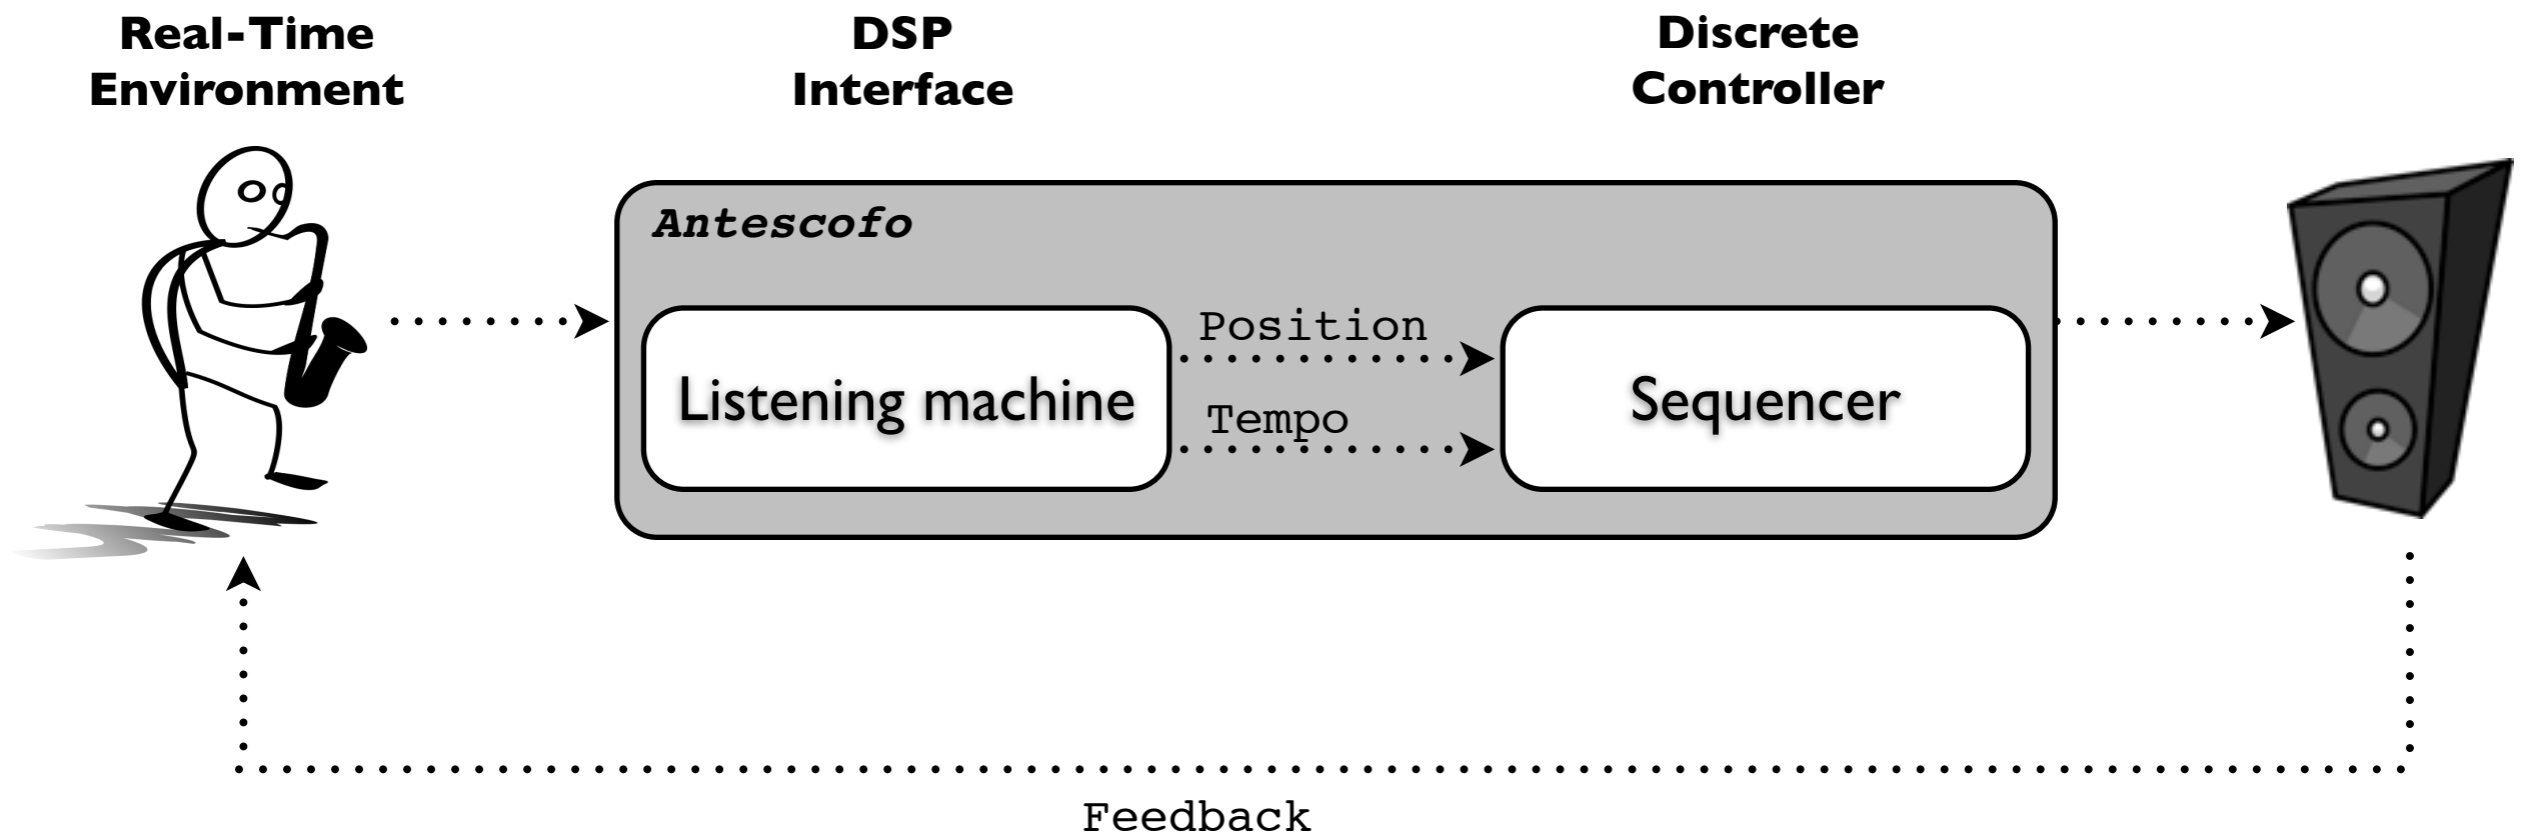 Real-Time
Environment
DSP
Interface
Discrete
Controller
Antescofo
Listening machine
Position
Tempo
Sequencer
Feedback